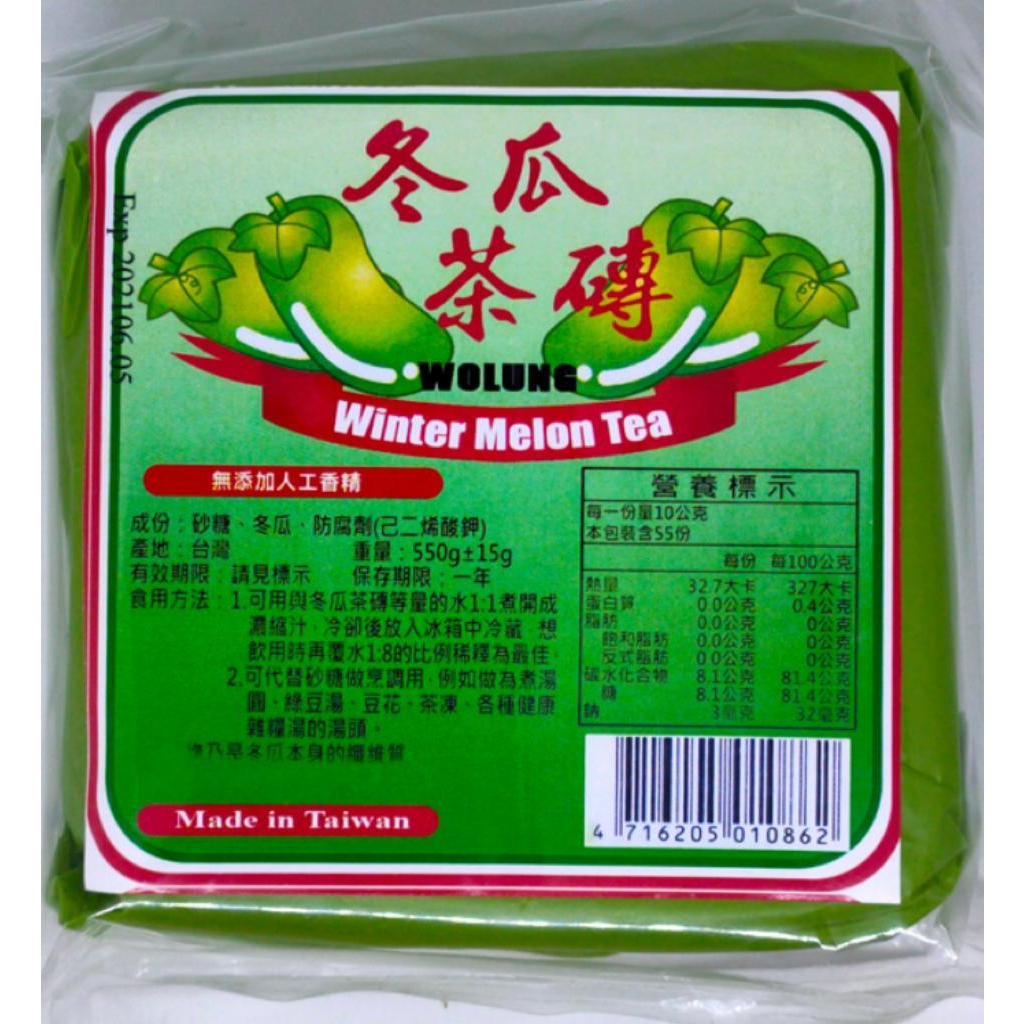 冬瓜
茶磚
WOLUNG
Winter Melon Tea
Exp 202106.05
無添加人工香精
成份：砂糖、冬瓜、防腐劑(己二烯酸鉀)
產地：台灣 重量：550g±15g
有效期限：請見標示 保存期限：一年
食用方法：1.可用與冬瓜茶磚等量的水1:1煮開成
濃縮汁，冷卻後放入冰箱中冷藏 想
飲用時再覆水1:8的比例稀釋為最佳。
2.可代替砂糖做烹調用，例如做為煮湯
圓、綠豆湯、豆花、茶凍、各種健康
雜糧湯的湯頭。
是冬瓜本身的纖維質
Made in Taiwan
營養標示
每一份量10公克
本包裝含55份
每份 每100公克
熱量 32.7大卡 327大卡
蛋白質 0.0公克 0.4公克
脂肪 0.0公克 0公克
飽和脂肪 0.0公克 0公克
反式脂肪 0.0公克 0公克
碳水化合物 8.1公克 81.4公克
糖 8.1公克 81.4公克
鈉 3毫克 32毫克
4 716205 010862